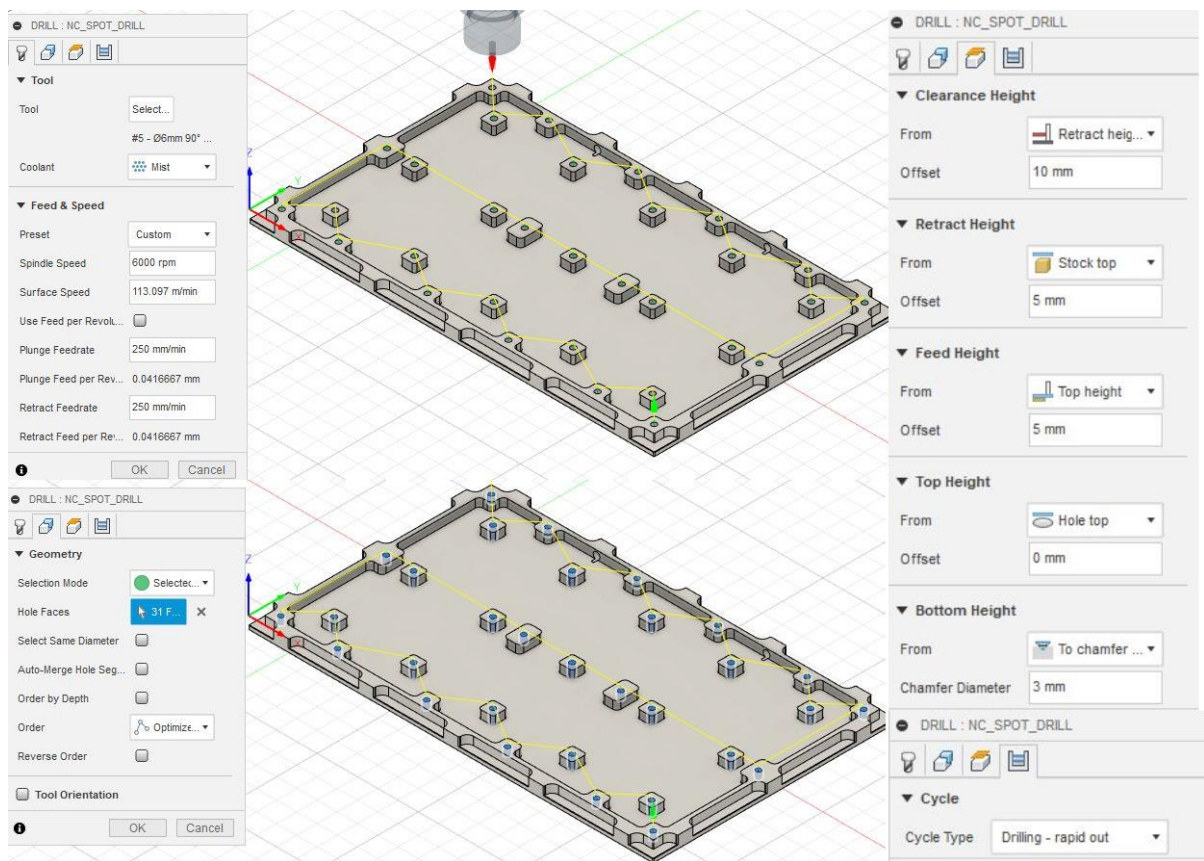 DRILL : NC_SPOT_DRILL
Tool
Tool Select...
#5 - Ø6mm 90° ...
Coolant Mist
Feed & Speed
Preset Custom
Spindle Speed 6000 rpm
Surface Speed 113.097 m/min
Use Feed per Revolu...
Plunge Feedrate 250 mm/min
Plunge Feed per Rev... 0.0416667 mm
Retract Feedrate 250 mm/min
Retract Feed per Re... 0.0416667 mm
OK Cancel
Z
Y
X
DRILL : NC_SPOT_DRILL
Geometry
Selection Mode Selectec...
Hole Faces 31 F...
Select Same Diameter
Auto-Merge Hole Seg...
Order by Depth
Order Optimize...
Reverse Order
Tool Orientation
OK Cancel
Z
Y
X
DRILL : NC_SPOT_DRILL
Clearance Height
From Retract heig...
Offset 10 mm
Retract Height
From Stock top
Offset 5 mm
Feed Height
From Top height
Offset 5 mm
Top Height
From Hole top
Offset 0 mm
Bottom Height
From To chamfer ...
Chamfer Diameter 3 mm
DRILL : NC_SPOT_DRILL
Cycle
Cycle Type Drilling - rapid out